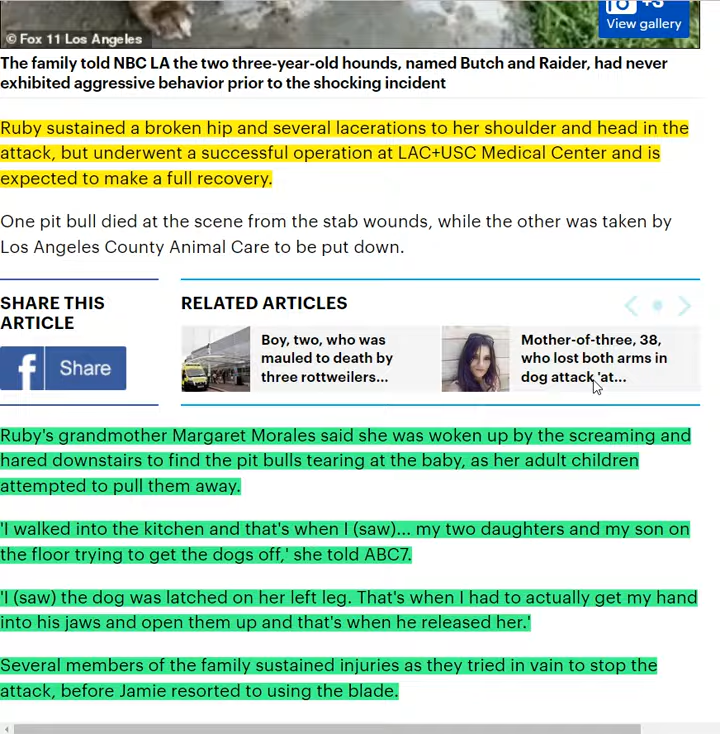 +3
View gallery
© Fox 11 Los Angeles
The family told NBC LA the two three-year-old hounds, named Butch and Raider, had never
exhibited aggressive behavior prior to the shocking incident
Ruby sustained a broken hip and several lacerations to her shoulder and head in the
attack, but underwent a successful operation at LAC+USC Medical Center and is
expected to make a full recovery.
One pit bull died at the scene from the stab wounds, while the other was taken by
Los Angeles County Animal Care to be put down.
SHARE THIS
ARTICLE
f Share
RELATED ARTICLES
Boy, two, who was
mauled to death by
three rottweilers...
Mother-of-three, 38,
who lost both arms in
dog attack 'at...
Ruby's grandmother Margaret Morales said she was woken up by the screaming and
hared downstairs to find the pit bulls tearing at the baby, as her adult children
attempted to pull them away.
'I walked into the kitchen and that's when I (saw)... my two daughters and my son on
the floor trying to get the dogs off,' she told ABC7.
'I (saw) the dog was latched on her left leg. That's when I had to actually get my hand
into his jaws and open them up and that's when he released her.'
Several members of the family sustained injuries as they tried in vain to stop the
attack, before Jamie resorted to using the blade.